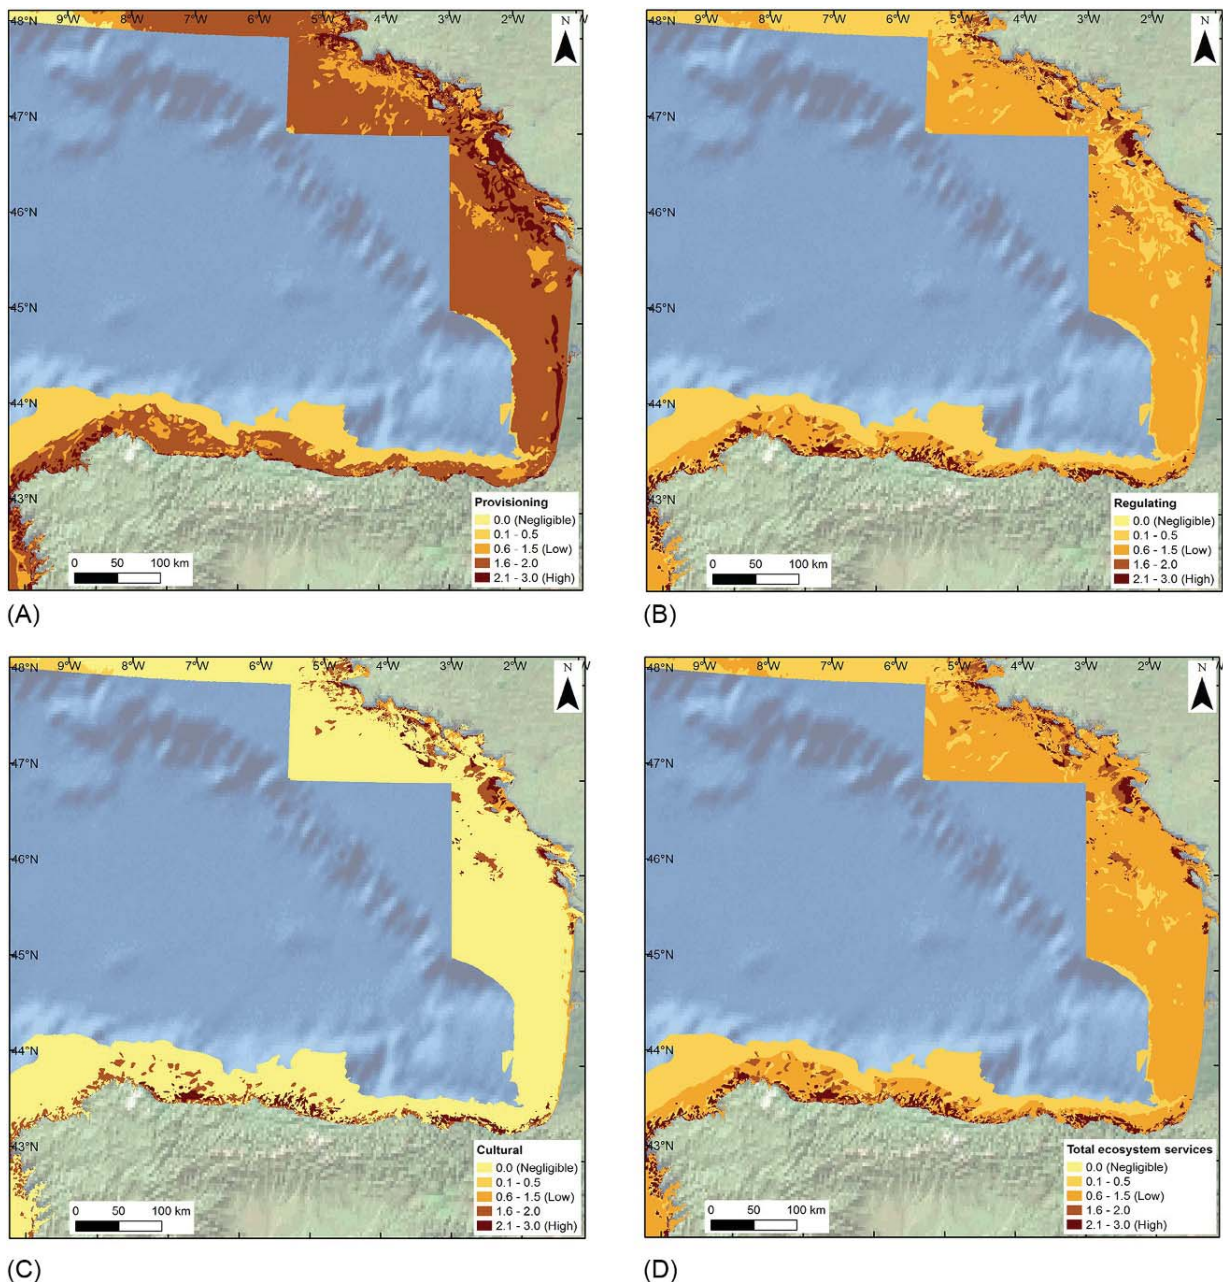 48°N 9°W 8°W 7°W 6°W 5°W 4°W 3°W 2°W N
47°N
46°N
45°N
44°N
43°N
0 50 100 km
Provisioning
0.0 (Negligible)
0.1 - 0.5
0.6 - 1.5 (Low)
1.6 - 2.0
2.1 - 3.0 (High)
(A)
48°N 9°W 8°W 7°W 6°W 5°W 4°W 3°W 2°W N
47°N
46°N
45°N
44°N
43°N
0 50 100 km
Regulating
0.0 (Negligible)
0.1 - 0.5
0.6 - 1.5 (Low)
1.6 - 2.0
2.1 - 3.0 (High)
(B)
48°N 9°W 8°W 7°W 6°W 5°W 4°W 3°W 2°W N
47°N
46°N
45°N
44°N
43°N
0 50 100 km
Cultural
0.0 (Negligible)
0.1 - 0.5
0.6 - 1.5 (Low)
1.6 - 2.0
2.1 - 3.0 (High)
(C)
48°N 9°W 8°W 7°W 6°W 5°W 4°W 3°W 2°W N
47°N
46°N
45°N
44°N
43°N
0 50 100 km
Total ecosystem services
0.0 (Negligible)
0.1 - 0.5
0.6 - 1.5 (Low)
1.6 - 2.0
2.1 - 3.0 (High)
(D)